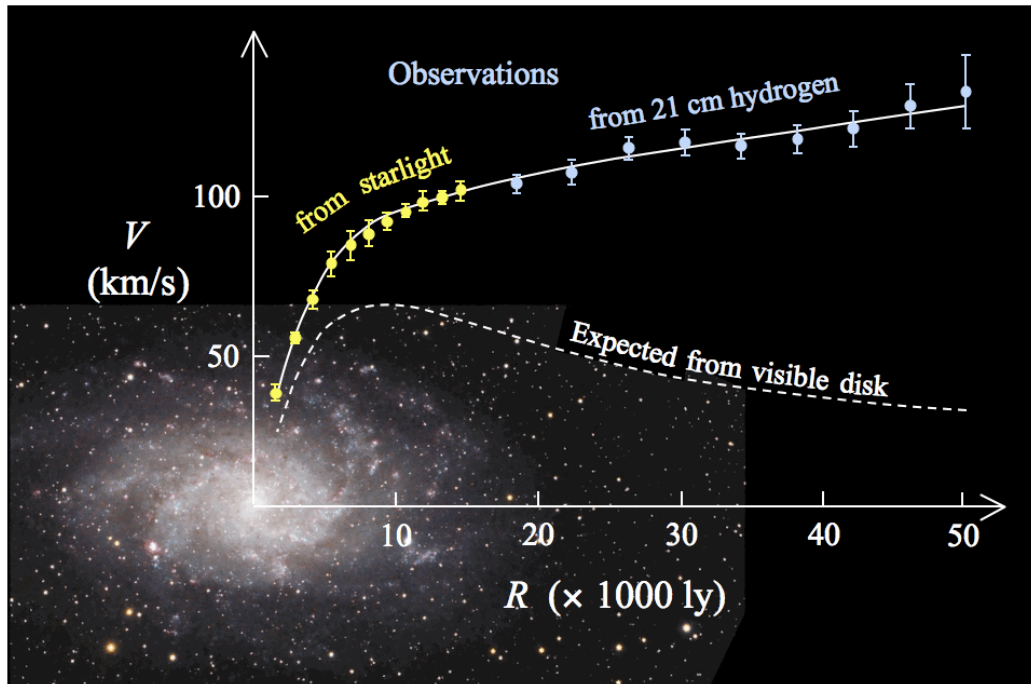 Observations
from 21 cm hydrogen
from starlight
100
V
(km/s)
50
Expected from visible disk
10 20 30 40 50
R (× 1000 ly)